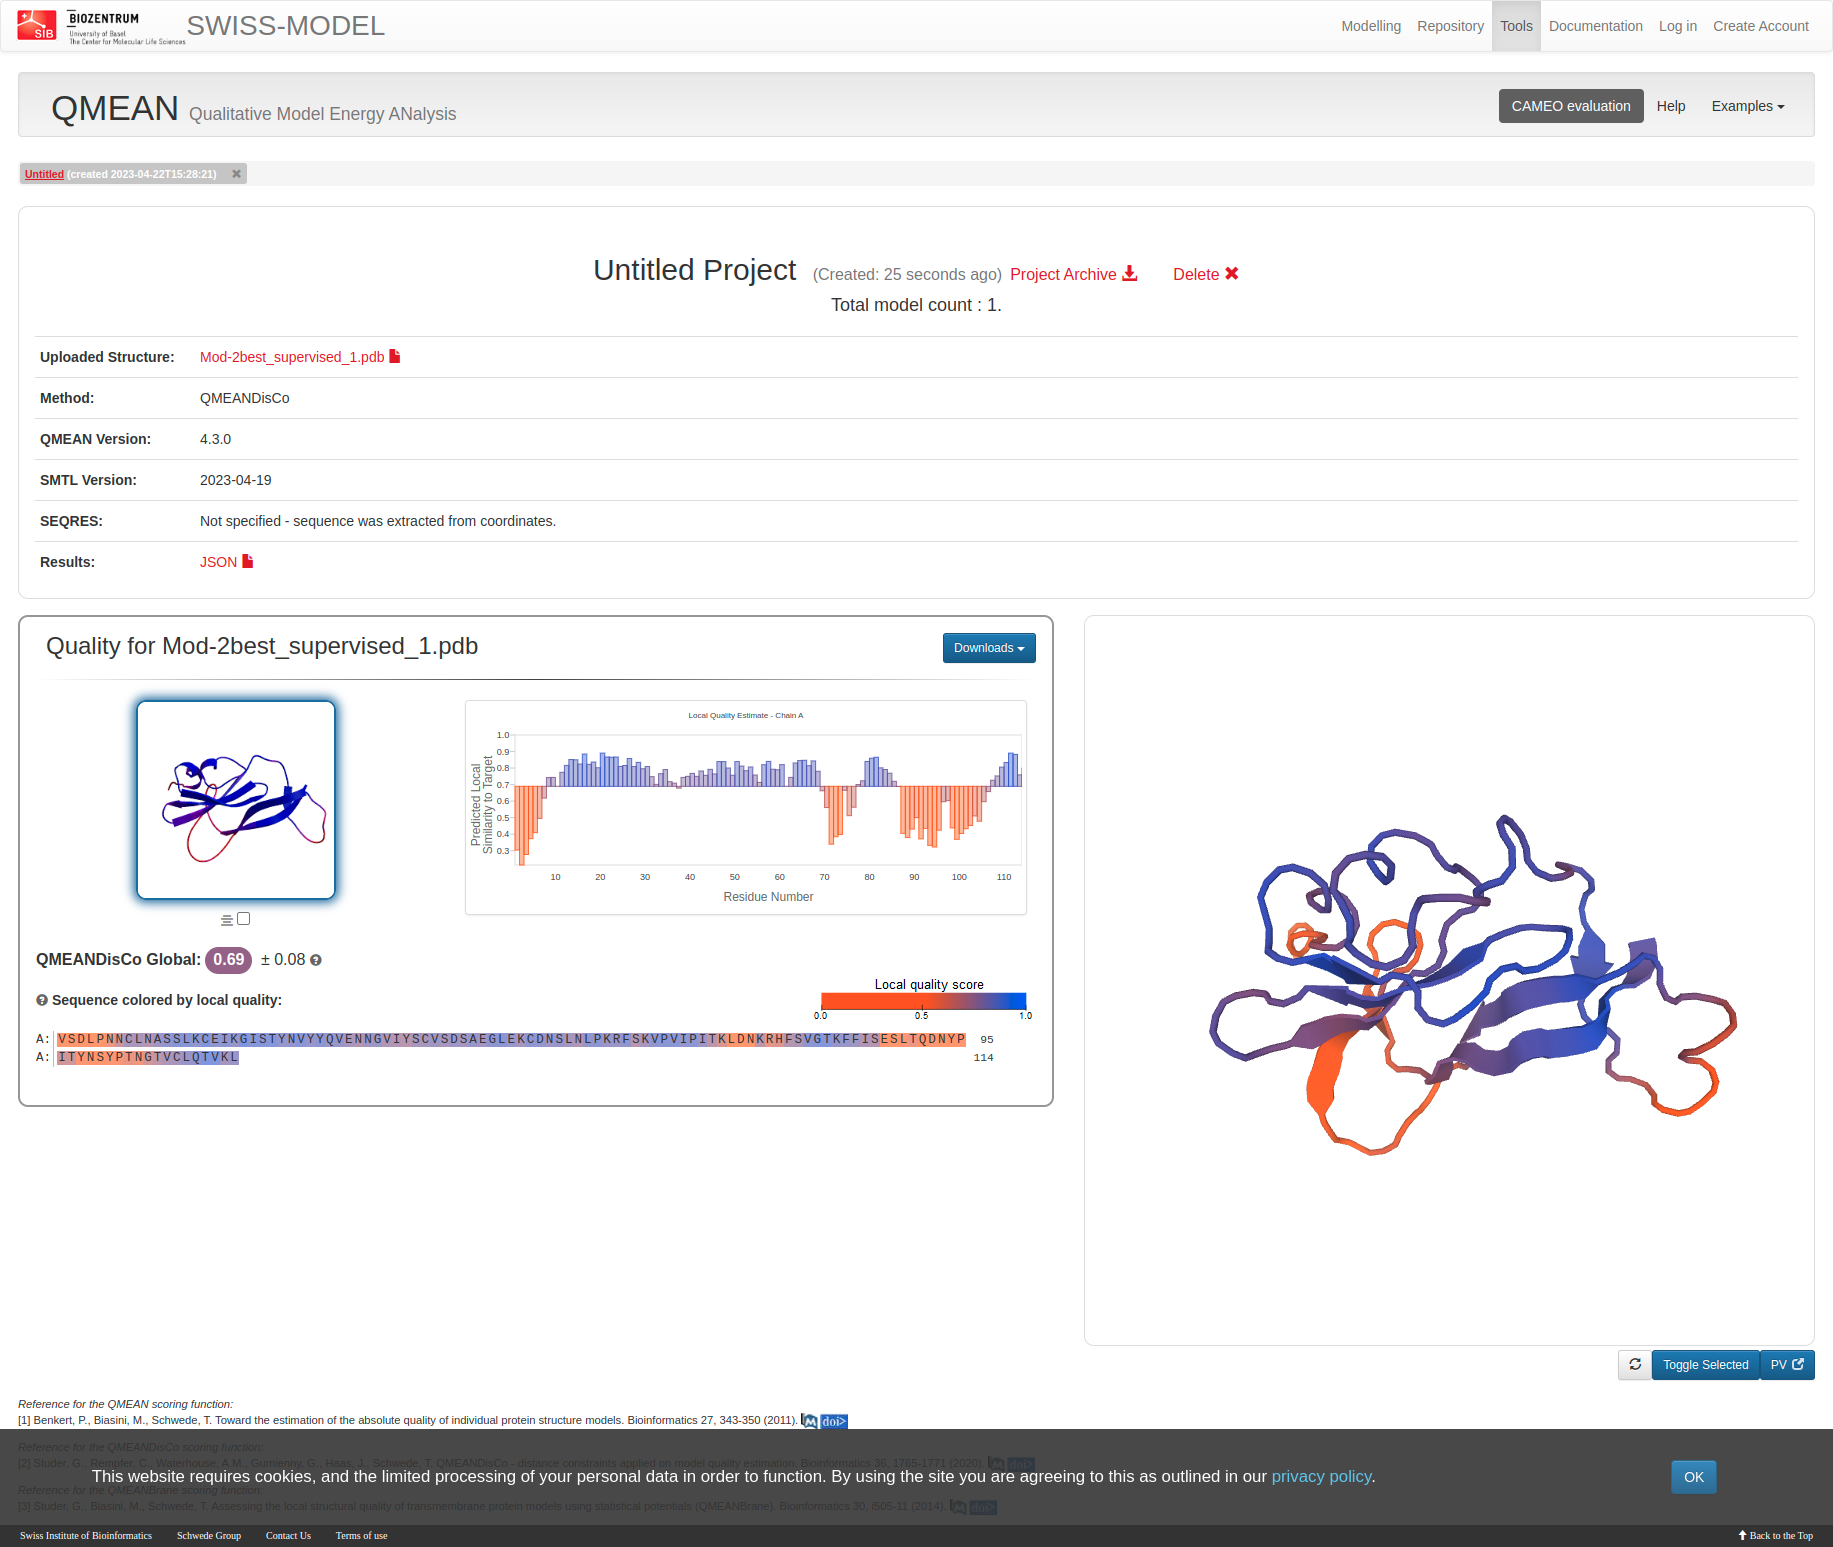 SIB
BIOZENTRUM
University of Basel
The Center for Molecular Life Sciences
SWISS-MODEL
Modelling Repository Tools Documentation Log in Create Account
QMEAN Qualitative Model Energy ANalysis
CAMEO evaluation Help Examples
Untitled (created 2023-04-22T15:28:21)
Untitled Project (Created: 25 seconds ago) Project Archive Delete
Total model count : 1.
Uploaded Structure: Mod-2best_supervised_1.pdb
Method: QMEANDisCo
QMEAN Version: 4.3.0
SMTL Version: 2023-04-19
SEQRES: Not specified - sequence was extracted from coordinates.
Results: JSON
Quality for Mod-2best_supervised_1.pdb
Downloads
Local Quality Estimate - Chain A
Predicted Local
Similarity to Target
1.0
0.9
0.8
0.7
0.6
0.5
0.4
0.3
10 20 30 40 50 60 70 80 90 100 110
Residue Number
QMEANDisCo Global: 0.69 ± 0.08
Sequence colored by local quality:
Local quality score
0.0 0.5 1.0
A: VSDLPNNCLNASSLKCEIKGISTYNVYYQVENNGVIYSCVSDSAEGLEKCDNSLNLPKRFSKVPVIPITKLDNKRHFSVGTKFFISESLTQDNYP 95
A: ITYNSYPTNGTVCLQTVKL 114
Toggle Selected PV
Reference for the QMEAN scoring function:
[1] Benkert, P., Biasini, M., Schwede, T. Toward the estimation of the absolute quality of individual protein structure models. Bioinformatics 27, 343-350 (2011). M doi>
Reference for the QMEANDisCo scoring function:
[2] Studer, G., Rempfer, C., Waterhouse, A.M., Gumienny, G., Haas, J., Schwede, T. QMEANDisCo - distance constraints applied on model quality estimation. Bioinformatics 36, 1765-1771 (2020). M doi>
This website requires cookies, and the limited processing of your personal data in order to function. By using the site you are agreeing to this as outlined in our privacy policy.
OK
Reference for the QMEANBrane scoring function:
[3] Studer, G., Biasini, M., Schwede, T. Assessing the local structural quality of transmembrane protein models using statistical potentials (QMEANBrane). Bioinformatics 30, i505-11 (2014). M doi>
Swiss Institute of Bioinformatics Schwede Group Contact Us Terms of use
Back to the Top